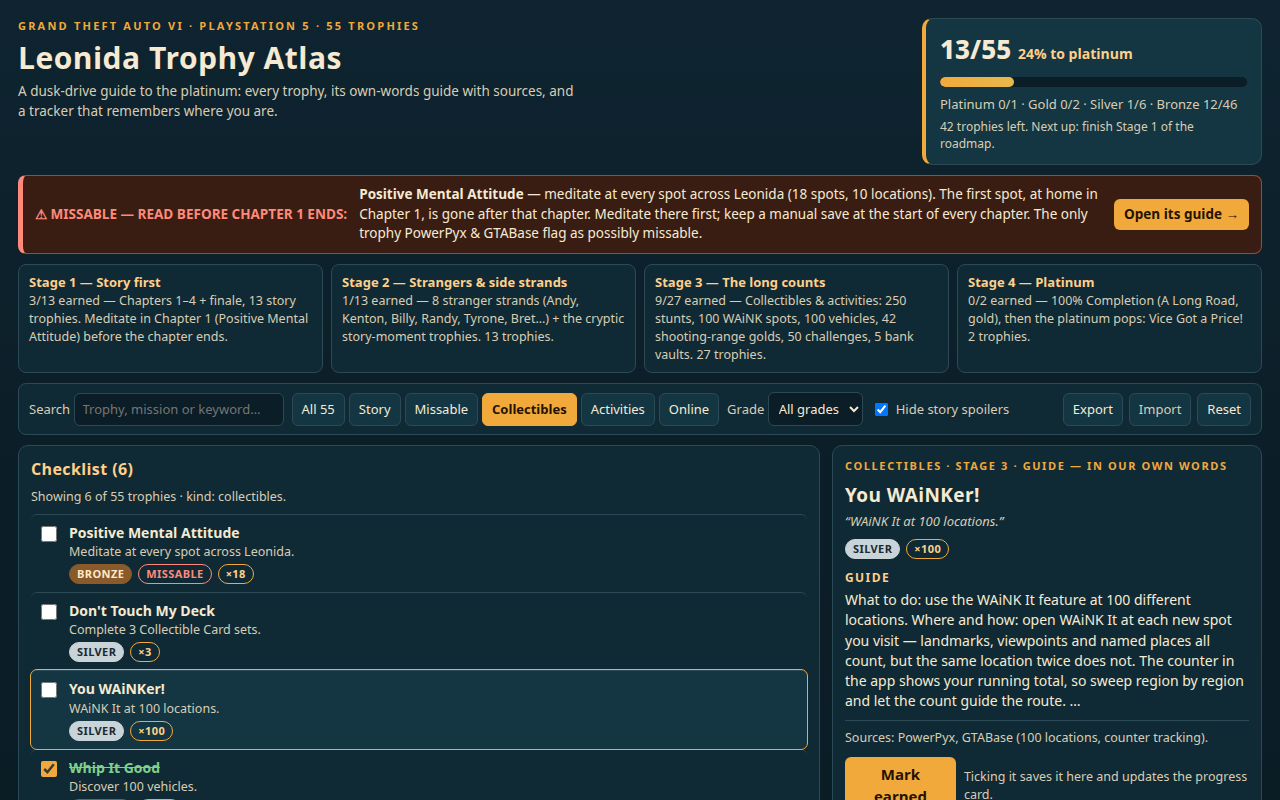 GRAND THEFT AUTO VI · PLAYSTATION 5 · 55 TROPHIES
Leonida Trophy Atlas
A dusk-drive guide to the platinum: every trophy, its own-words guide with sources, and
a tracker that remembers where you are.
13/55 24% to platinum
Platinum 0/1 · Gold 0/2 · Silver 1/6 · Bronze 12/46
42 trophies left. Next up: finish Stage 1 of the
roadmap.
⚠ MISSABLE — READ BEFORE CHAPTER 1 ENDS:
Positive Mental Attitude — meditate at every spot across Leonida (18 spots, 10 locations). The first spot, at home in
Chapter 1, is gone after that chapter. Meditate there first; keep a manual save at the start of every chapter. The only
trophy PowerPyx & GTABase flag as possibly missable.
Open its guide →
Stage 1 — Story first
3/13 earned — Chapters 1–4 + finale, 13 story
trophies. Meditate in Chapter 1 (Positive Mental
Attitude) before the chapter ends.
Stage 2 — Strangers & side strands
1/13 earned — 8 stranger strands (Andy,
Kenton, Billy, Randy, Tyrone, Bret…) + the cryptic
story-moment trophies. 13 trophies.
Stage 3 — The long counts
9/27 earned — Collectibles & activities: 250
stunts, 100 WAiNK spots, 100 vehicles, 42
shooting-range golds, 50 challenges, 5 bank
vaults. 27 trophies.
Stage 4 — Platinum
0/2 earned — 100% Completion (A Long Road,
gold), then the platinum pops: Vice Got a Price!
2 trophies.
Search Trophy, mission or keyword… All 55 Story Missable Collectibles Activities Online Grade All grades Hide story spoilers Export Import Reset
Checklist (6)
Showing 6 of 55 trophies · kind: collectibles.
Positive Mental Attitude
Meditate at every spot across Leonida.
BRONZE MISSABLE ×18
Don't Touch My Deck
Complete 3 Collectible Card sets.
SILVER ×3
You WAiNKer!
WAiNK It at 100 locations.
SILVER ×100
Whip It Good
Discover 100 vehicles.
COLLECTIBLES · STAGE 3 · GUIDE — IN OUR OWN WORDS
You WAiNKer!
“WAiNK It at 100 locations.”
SILVER ×100
GUIDE
What to do: use the WAiNK It feature at 100 different
locations. Where and how: open WAiNK It at each new spot
you visit — landmarks, viewpoints and named places all
count, but the same location twice does not. The counter in
the app shows your running total, so sweep region by region
and let the count guide the route. ...
Sources: PowerPyx, GTABase (100 locations, counter tracking).
Mark
earned
Ticking it saves it here and updates the progress
card.